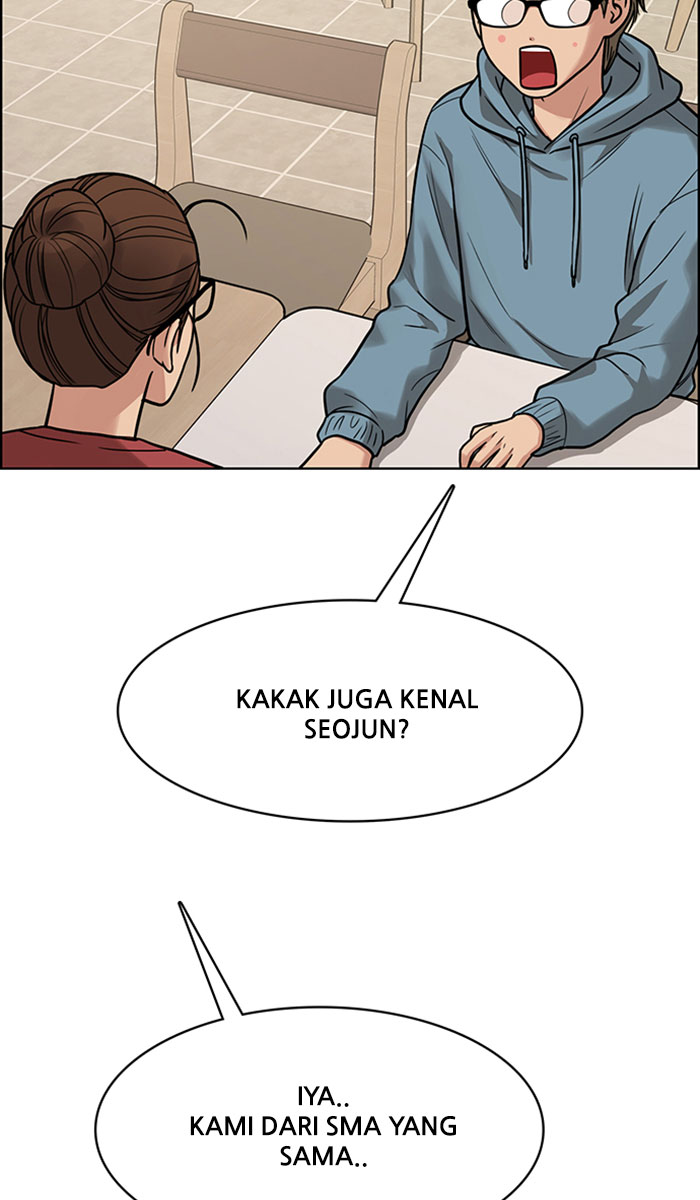 KAKAK JUGA KENAL
SEOJUN?
IYA..
KAMI DARI SMA YANG
SAMA..